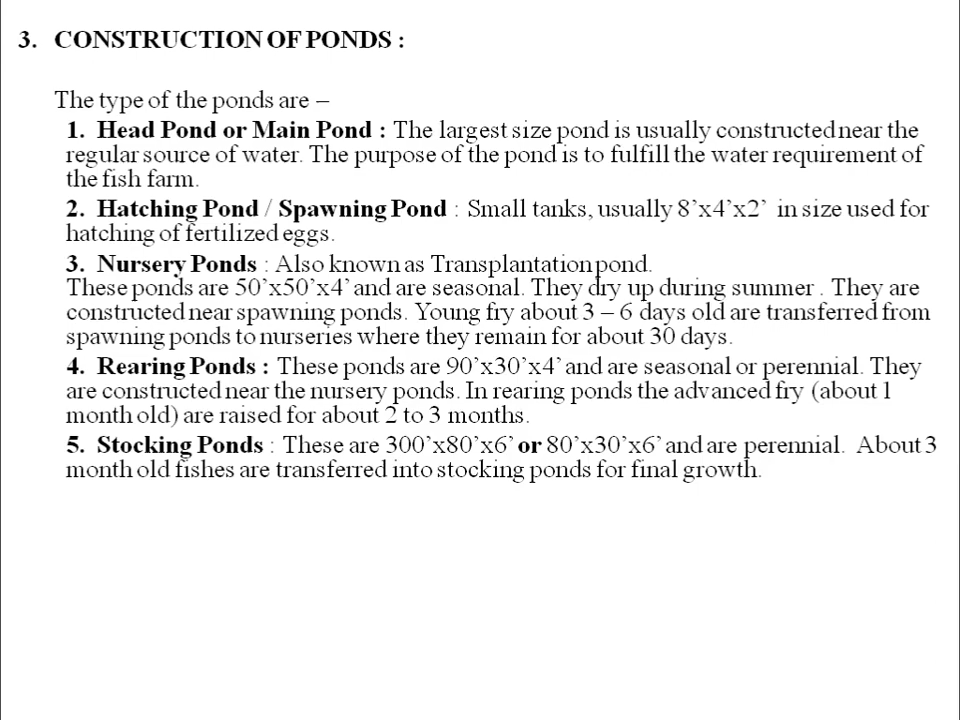 3. CONSTRUCTION OF PONDS :
The type of the ponds are –
1. Head Pond or Main Pond : The largest size pond is usually constructed near the
regular source of water. The purpose of the pond is to fulfill the water requirement of
the fish farm.
2. Hatching Pond / Spawning Pond : Small tanks, usually 8’x4’x2’ in size used for
hatching of fertilized eggs.
3. Nursery Ponds : Also known as Transplantation pond.
These ponds are 50’x50’x4’ and are seasonal. They dry up during summer . They are
constructed near spawning ponds. Young fry about 3 – 6 days old are transferred from
spawning ponds to nurseries where they remain for about 30 days.
4. Rearing Ponds : These ponds are 90’x30’x4’ and are seasonal or perennial. They
are constructed near the nursery ponds. In rearing ponds the advanced fry (about 1
month old) are raised for about 2 to 3 months.
5. Stocking Ponds : These are 300’x80’x6’ or 80’x30’x6’ and are perennial. About 3
month old fishes are transferred into stocking ponds for final growth.